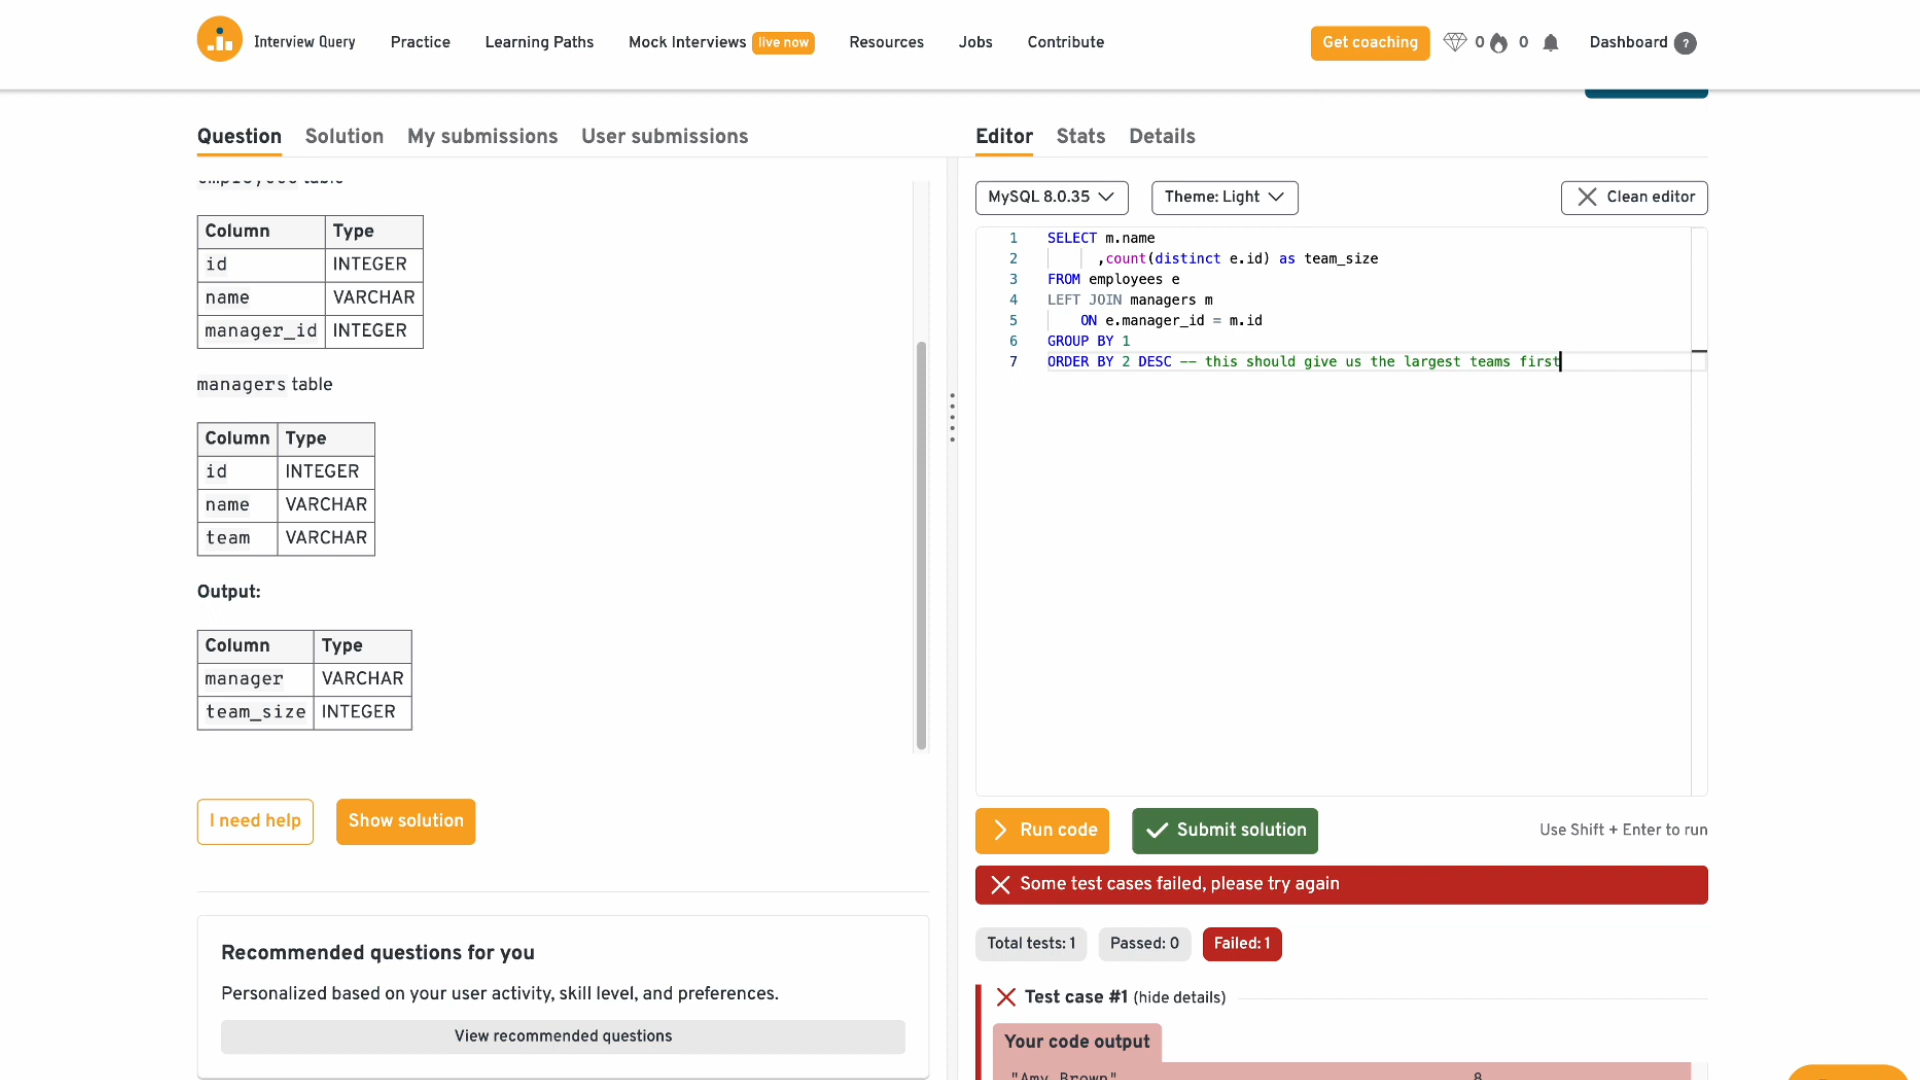 Interview Query
Practice
Learning Paths
Mock Interviews live now
Resources
Jobs
Contribute
Get coaching
0
0
Dashboard ?
Question
Solution
My submissions
User submissions
employees table
Column Type
id INTEGER
name VARCHAR
manager_id INTEGER
managers table
Column Type
id INTEGER
name VARCHAR
team VARCHAR
Output:
Column Type
manager VARCHAR
team_size INTEGER
I need help
Show solution
Recommended questions for you
Personalized based on your user activity, skill level, and preferences.
View recommended questions
Editor
Stats
Details
MySQL 8.0.35
Theme: Light
Clean editor
1 SELECT m.name
2 ,count(distinct e.id) as team_size
3 FROM employees e
4 LEFT JOIN managers m
5 ON e.manager_id = m.id
6 GROUP BY 1
7 ORDER BY 2 DESC -- this should give us the largest teams first
Run code
Submit solution
Use Shift + Enter to run
Some test cases failed, please try again
Total tests: 1
Passed: 0
Failed: 1
Test case #1 (hide details)
Your code output
"Amy Brown" 8